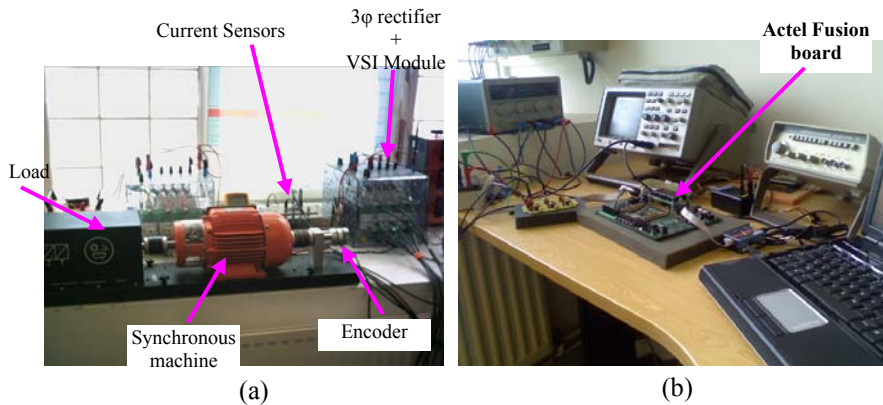 Current Sensors
3φ rectifier
+
VSI Module
Load
Synchronous
machine
Encoder
(a)
Actel Fusion
board
(b)